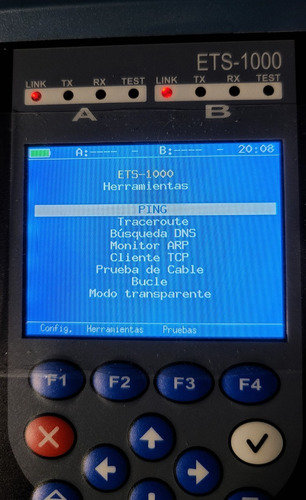 ETS-1000
LINK TX RX TEST LINK TX RX TEST
A B
A:---- - B:---- - 20:08
ETS-1000
Herramientas
PING
Traceroute
Búsqueda DNS
Monitor ARP
Cliente TCP
Prueba de Cable
Bucle
Modo transparente
Config. Herramientas Pruebas
F1 F2 F3 F4